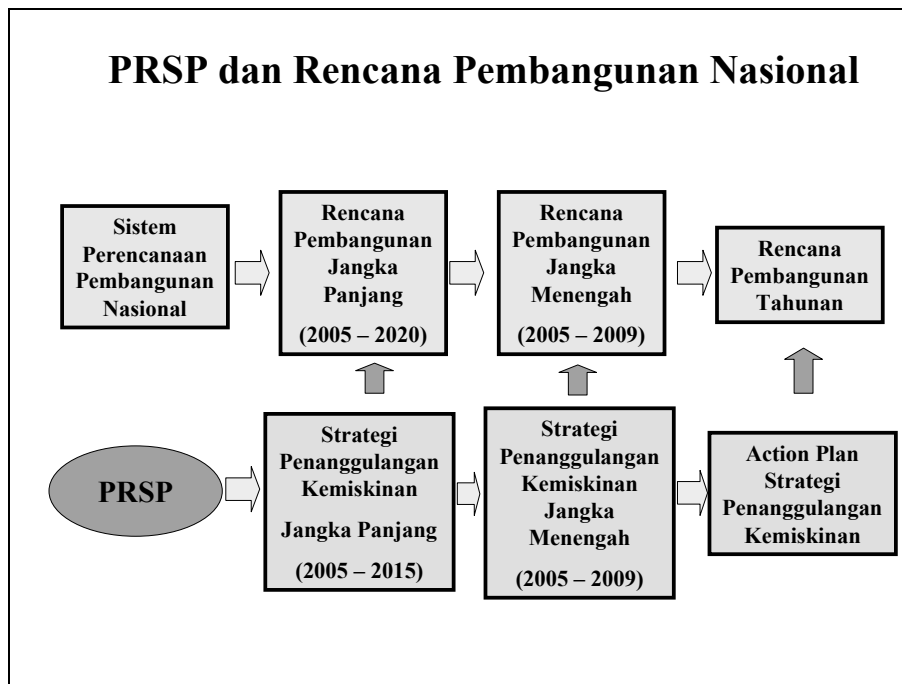 PRSP dan Rencana Pembangunan Nasional
Sistem
Perencanaan
Pembangunan
Nasional
Rencana
Pembangunan
Jangka
Panjang
(2005 – 2020)
Rencana
Pembangunan
Jangka
Menengah
(2005 – 2009)
Rencana
Pembangunan
Tahunan
PRSP
Strategi
Penanggulangan
Kemiskinan
Jangka Panjang
(2005 – 2015)
Strategi
Penanggulangan
Kemiskinan
Jangka
Menengah
(2005 – 2009)
Action Plan
Strategi
Penanggulangan
Kemiskinan